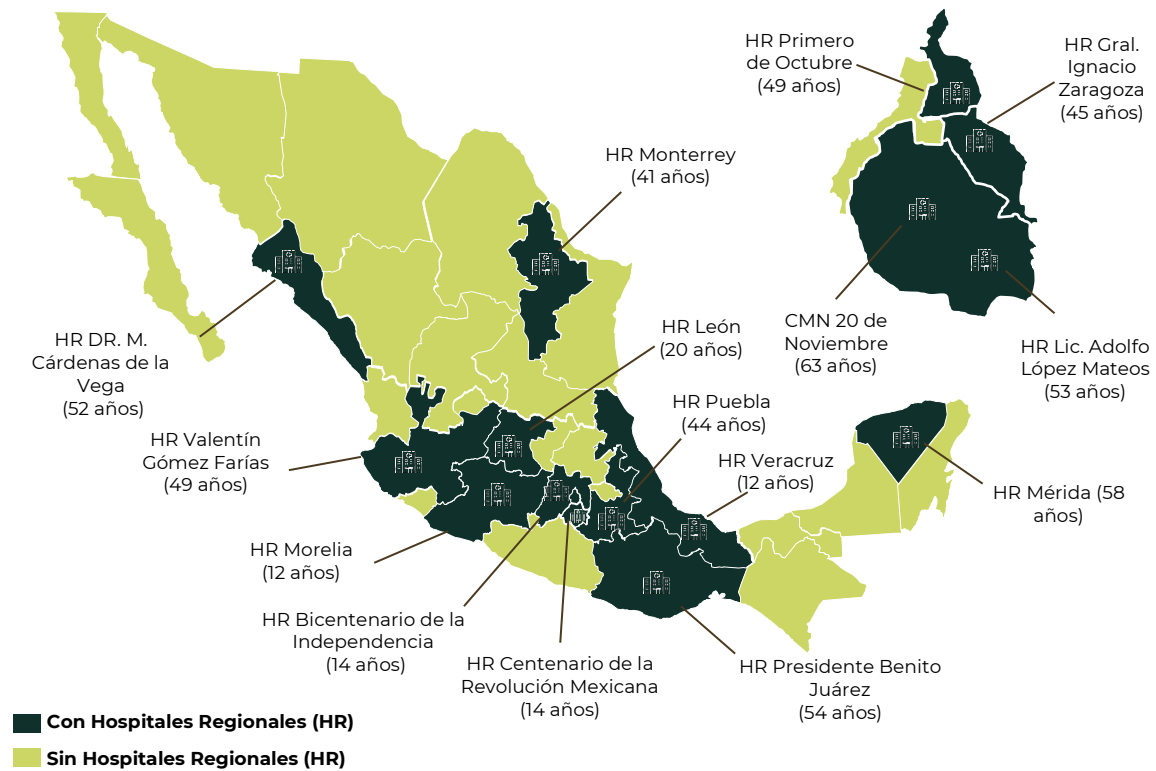 HR Primero
de Octubre
(49 años)
HR Gral.
Ignacio
Zaragoza
(45 años)
HR Monterrey
(41 años)
CMN 20 de
Noviembre
(63 años)
HR Lic. Adolfo
López Mateos
(53 años)
HR DR. M.
Cárdenas de la
Vega
(52 años)
HR León
(20 años)
HR Puebla
(44 años)
HR Valentín
Gómez Farías
(49 años)
HR Veracruz
(12 años)
HR Mérida (58
años)
HR Morelia
(12 años)
HR Bicentenario de la
Independencia
(14 años)
HR Centenario de la
Revolución Mexicana
(14 años)
HR Presidente Benito
Juárez
(54 años)
Con Hospitales Regionales (HR)
Sin Hospitales Regionales (HR)